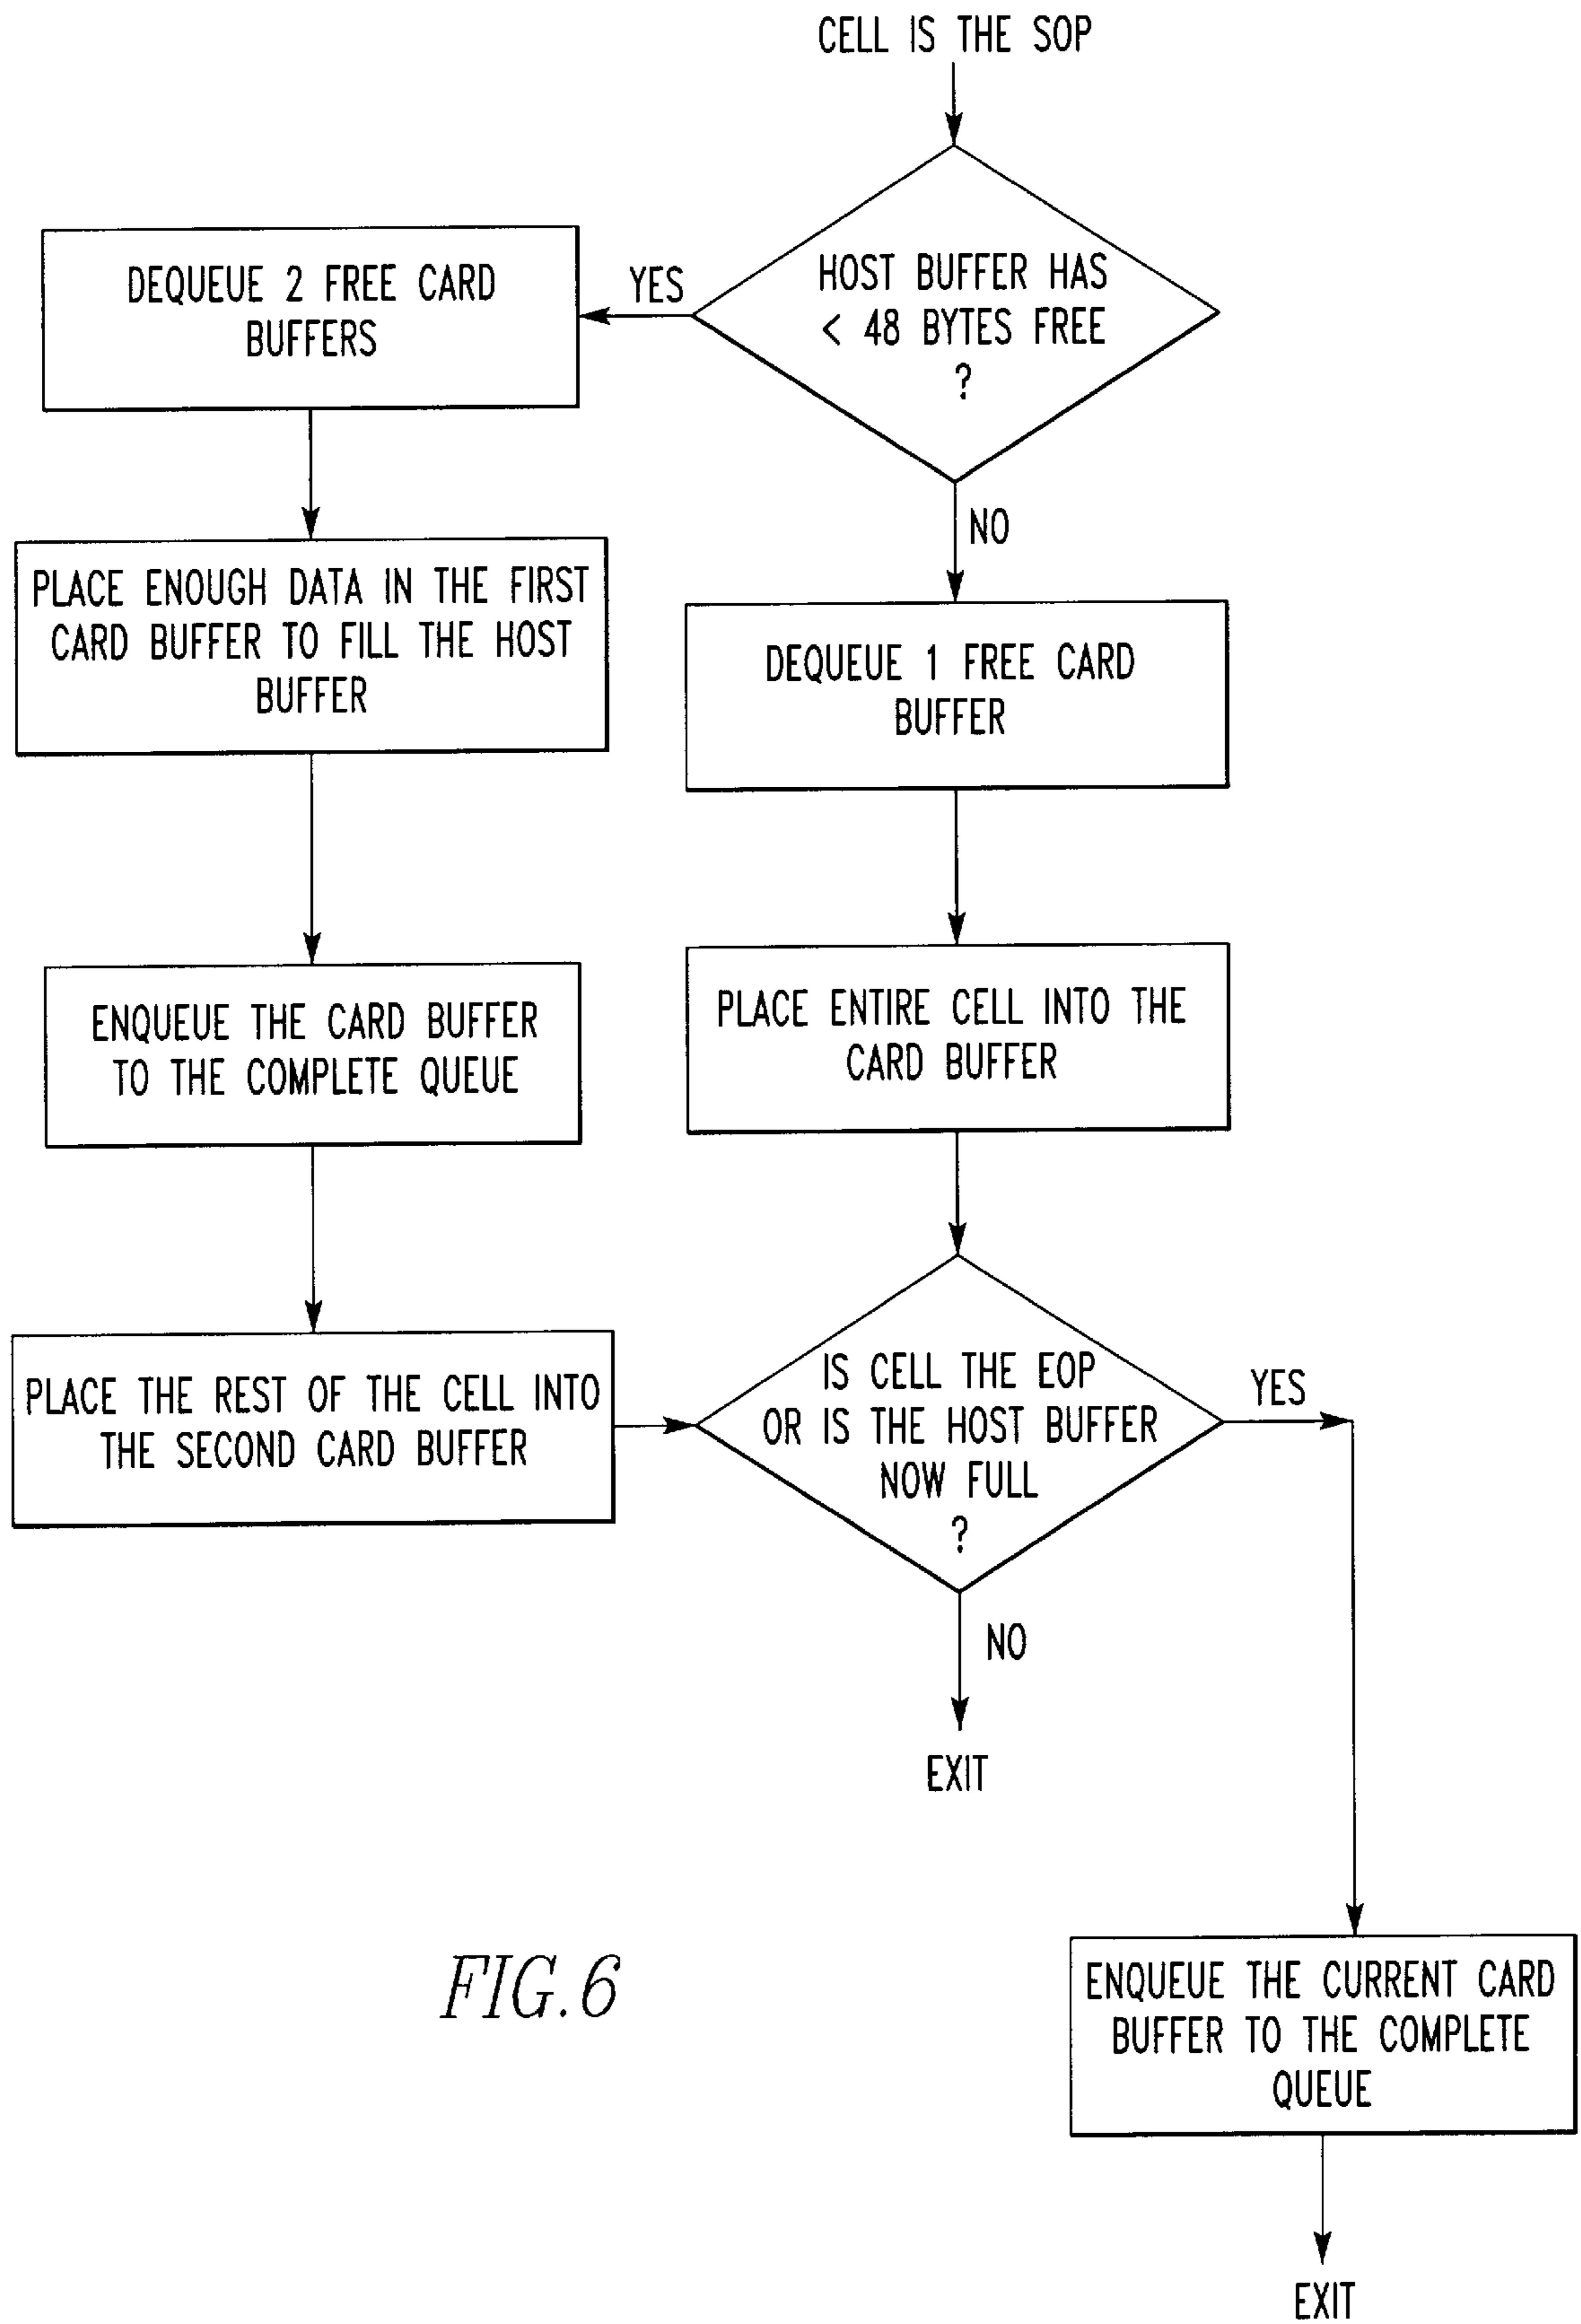 CELL IS THE SOP
HOST BUFFER HAS
< 48 BYTES FREE
?
YES
DEQUEUE 2 FREE CARD
BUFFERS
PLACE ENOUGH DATA IN THE FIRST
CARD BUFFER TO FILL THE HOST
BUFFER
ENQUEUE THE CARD BUFFER
TO THE COMPLETE QUEUE
PLACE THE REST OF THE CELL INTO
THE SECOND CARD BUFFER
NO
DEQUEUE 1 FREE CARD
BUFFER
PLACE ENTIRE CELL INTO THE
CARD BUFFER
IS CELL THE EOP
OR IS THE HOST BUFFER
NOW FULL
?
YES
NO
EXIT
ENQUEUE THE CURRENT CARD
BUFFER TO THE COMPLETE
QUEUE
EXIT
FIG.6